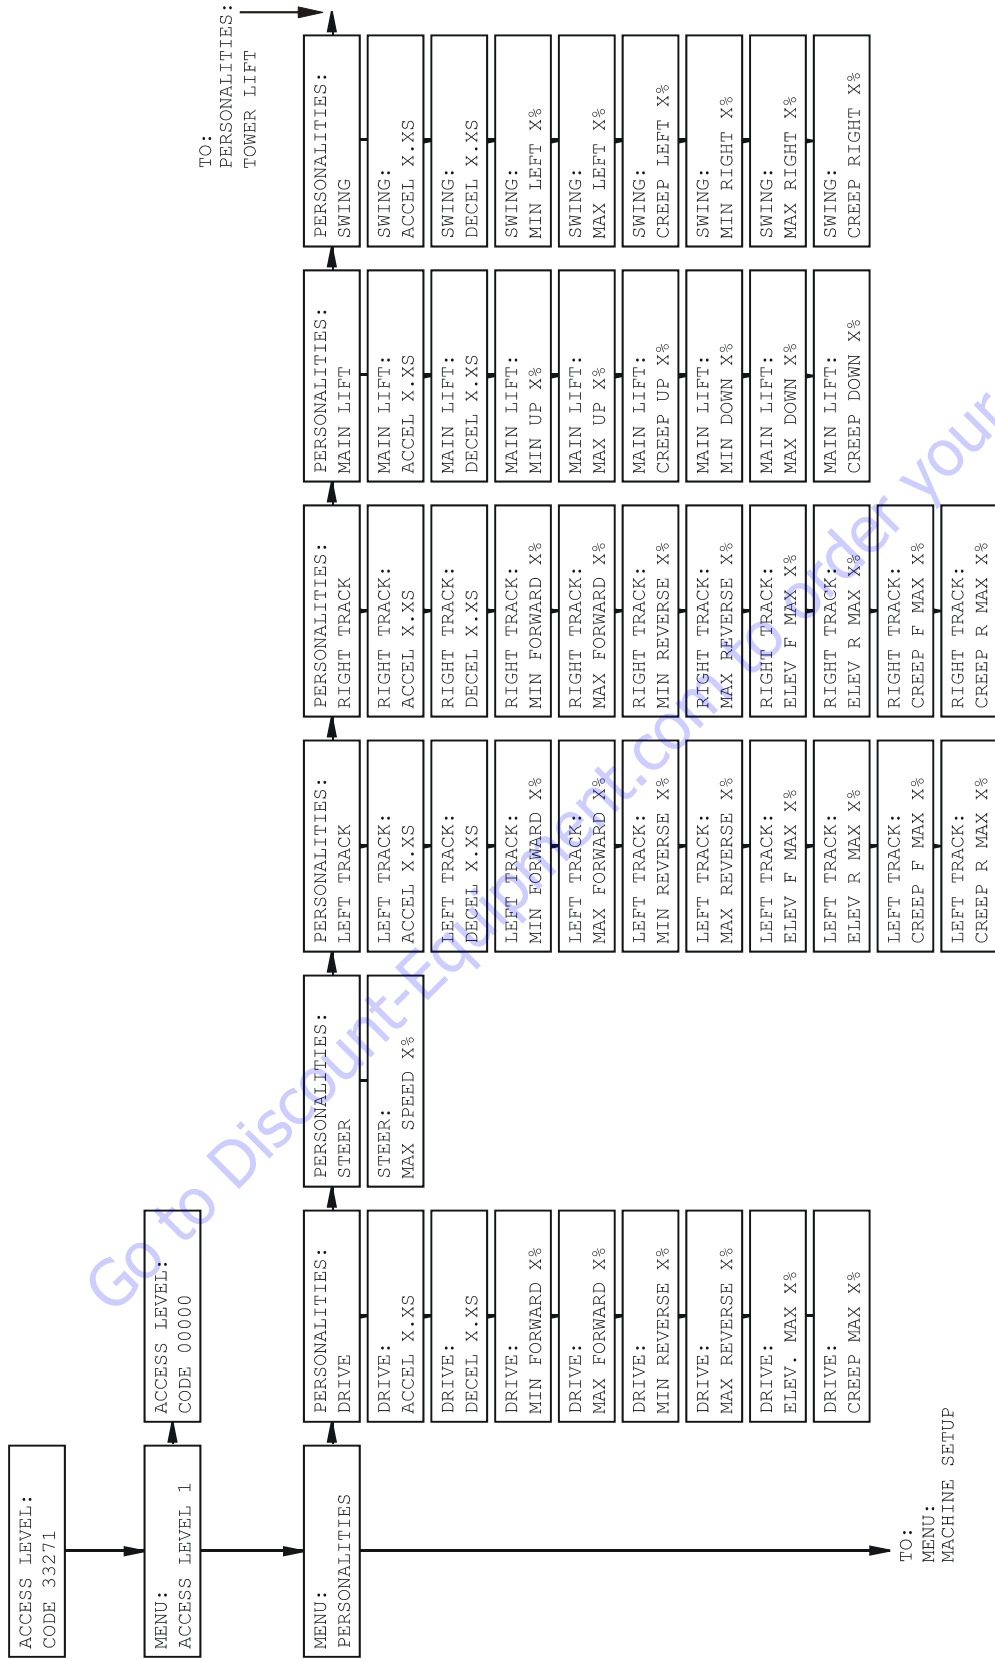 ACCESS LEVEL:
CODE 33271
MENU:
ACCESS LEVEL 1
ACCESS LEVEL:
CODE 00000
MENU:
PERSONALITIES
TO:
MENU:
MACHINE SETUP
PERSONALITIES:
DRIVE
DRIVE:
ACCEL X.XS
DRIVE:
DECEL X.XS
DRIVE:
MIN FORWARD X%
DRIVE:
MAX FORWARD X%
DRIVE:
MIN REVERSE X%
DRIVE:
MAX REVERSE X%
DRIVE:
ELEV. MAX X%
DRIVE:
CREEP MAX X%
PERSONALITIES:
STEER
STEER:
MAX SPEED X%
PERSONALITIES:
LEFT TRACK
LEFT TRACK:
ACCEL X.XS
LEFT TRACK:
DECEL X.XS
LEFT TRACK:
MIN FORWARD X%
LEFT TRACK:
MAX FORWARD X%
LEFT TRACK:
MIN REVERSE X%
LEFT TRACK:
MAX REVERSE X%
LEFT TRACK:
ELEV F MAX X%
LEFT TRACK:
ELEV R MAX X%
LEFT TRACK:
CREEP F MAX X%
LEFT TRACK:
CREEP R MAX X%
PERSONALITIES:
RIGHT TRACK
RIGHT TRACK:
ACCEL X.XS
RIGHT TRACK:
DECEL X.XS
RIGHT TRACK:
MIN FORWARD X%
RIGHT TRACK:
MAX FORWARD X%
RIGHT TRACK:
MIN REVERSE X%
RIGHT TRACK:
MAX REVERSE X%
RIGHT TRACK:
ELEV F MAX X%
RIGHT TRACK:
ELEV R MAX X%
RIGHT TRACK:
CREEP F MAX X%
RIGHT TRACK:
CREEP R MAX X%
PERSONALITIES:
MAIN LIFT
MAIN LIFT:
ACCEL X.XS
MAIN LIFT:
DECEL X.XS
MAIN LIFT:
MIN UP X%
MAIN LIFT:
MAX UP X%
MAIN LIFT:
CREEP UP X%
MAIN LIFT:
MIN DOWN X%
MAIN LIFT:
MAX DOWN X%
MAIN LIFT:
CREEP DOWN X%
PERSONALITIES:
SWING
SWING:
ACCEL X.XS
SWING:
DECEL X.XS
SWING:
MIN LEFT X%
SWING:
MAX LEFT X%
SWING:
CREEP LEFT X%
SWING:
MIN RIGHT X%
SWING:
MAX RIGHT X%
SWING:
CREEP RIGHT X%
TO:
PERSONALITIES:
TOWER LIFT
Go to Discount-Equipment.com to order your